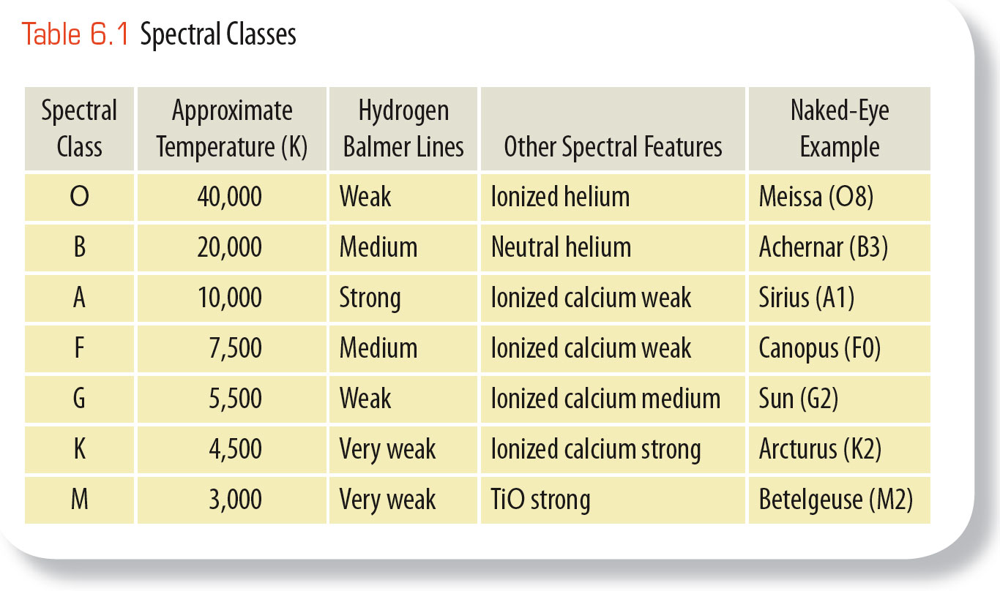 Table 6.1 Spectral Classes
Spectral Class Approximate Temperature (K) Hydrogen Balmer Lines Other Spectral Features Naked-Eye Example
O 40,000 Weak Ionized helium Meissa (O8)
B 20,000 Medium Neutral helium Achernar (B3)
A 10,000 Strong Ionized calcium weak Sirius (A1)
F 7,500 Medium Ionized calcium weak Canopus (F0)
G 5,500 Weak Ionized calcium medium Sun (G2)
K 4,500 Very weak Ionized calcium strong Arcturus (K2)
M 3,000 Very weak TiO strong Betelgeuse (M2)